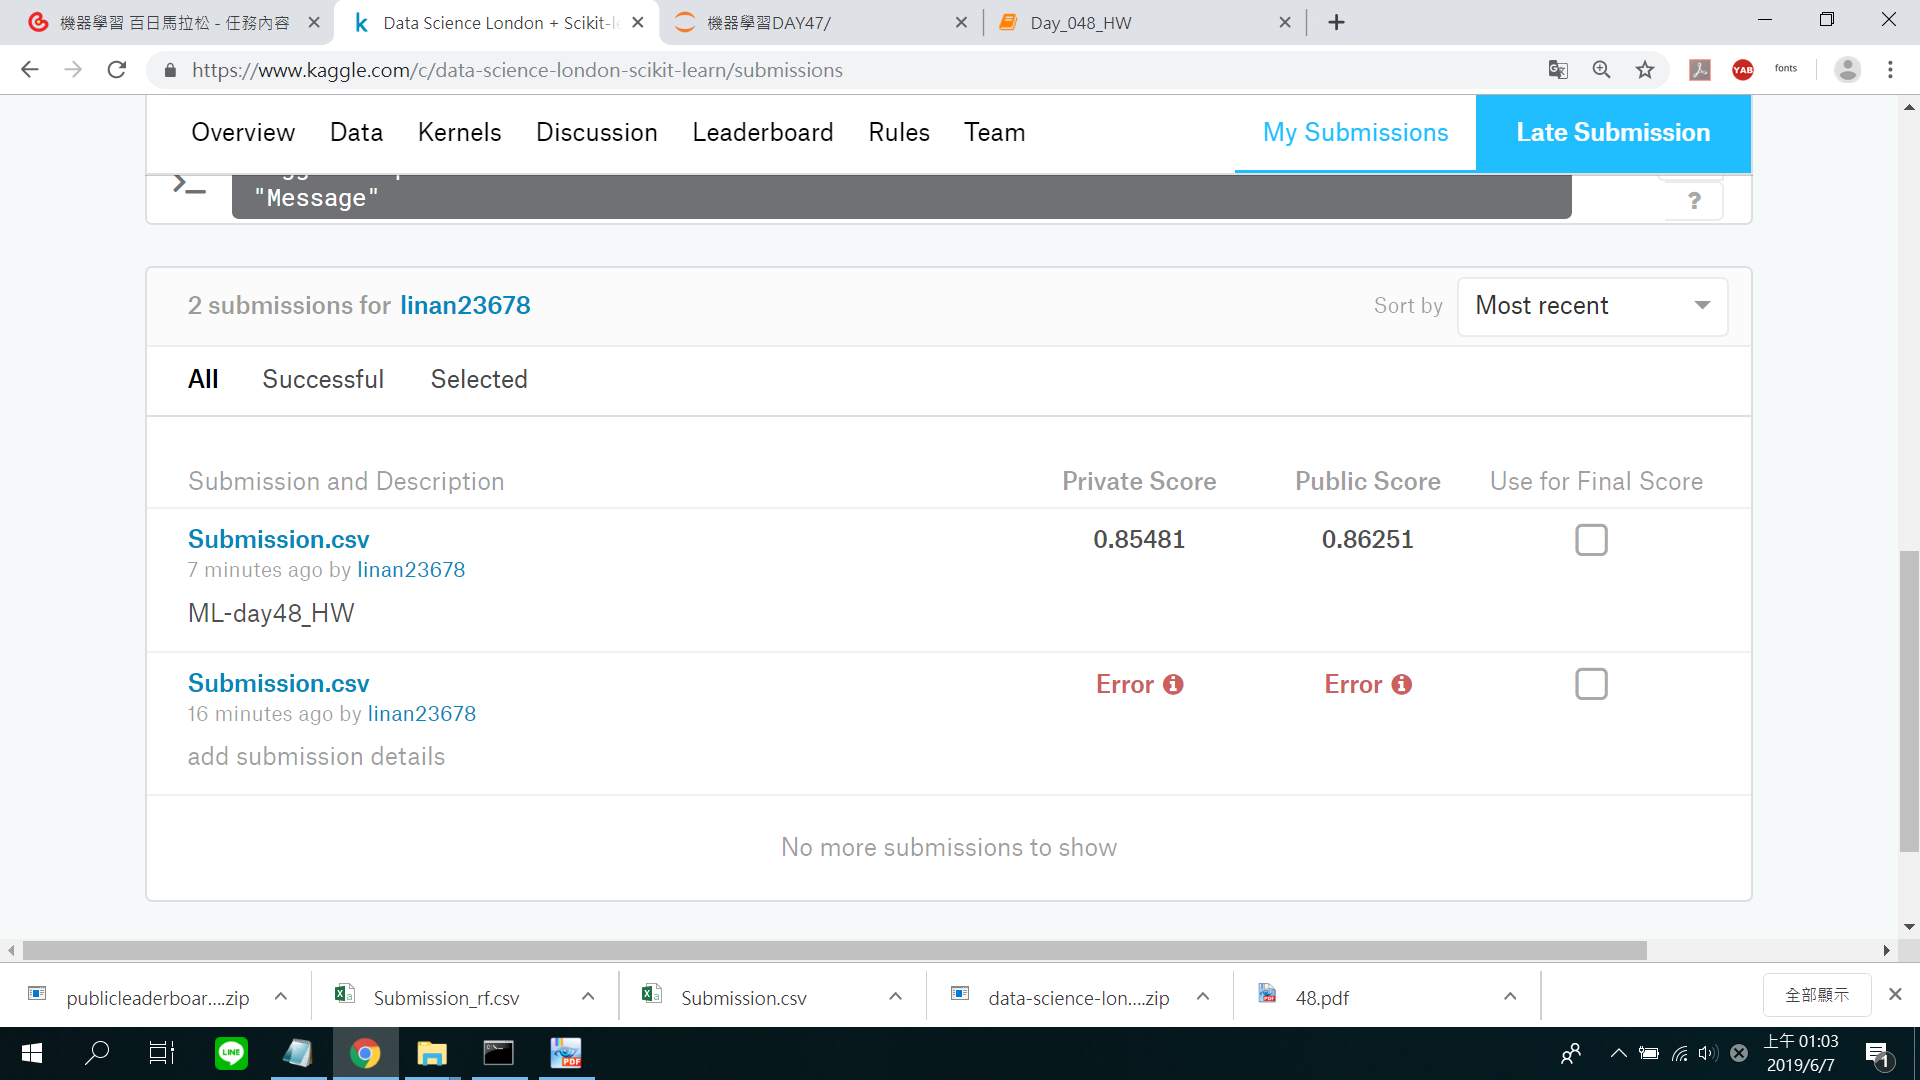 機器學習 百日馬拉松 - 任務內容
Data Science London + Scikit-le
機器學習DAY47/
Day_048_HW
https://www.kaggle.com/c/data-science-london-scikit-learn/submissions
YAB
fonts
Overview
Data
Kernels
Discussion
Leaderboard
Rules
Team
My Submissions
Late Submission
"Message"
?
2 submissions for linan23678
Sort by
Most recent
All
Successful
Selected
Submission and Description
Private Score
Public Score
Use for Final Score
Submission.csv
0.85481
0.86251
7 minutes ago by linan23678
ML-day48_HW
Submission.csv
Error
Error
16 minutes ago by linan23678
add submission details
No more submissions to show
publicleaderboar....zip
Submission_rf.csv
Submission.csv
data-science-lon....zip
48.pdf
全部顯示
LINE
PDF
上午 01:03
2019/6/7
1